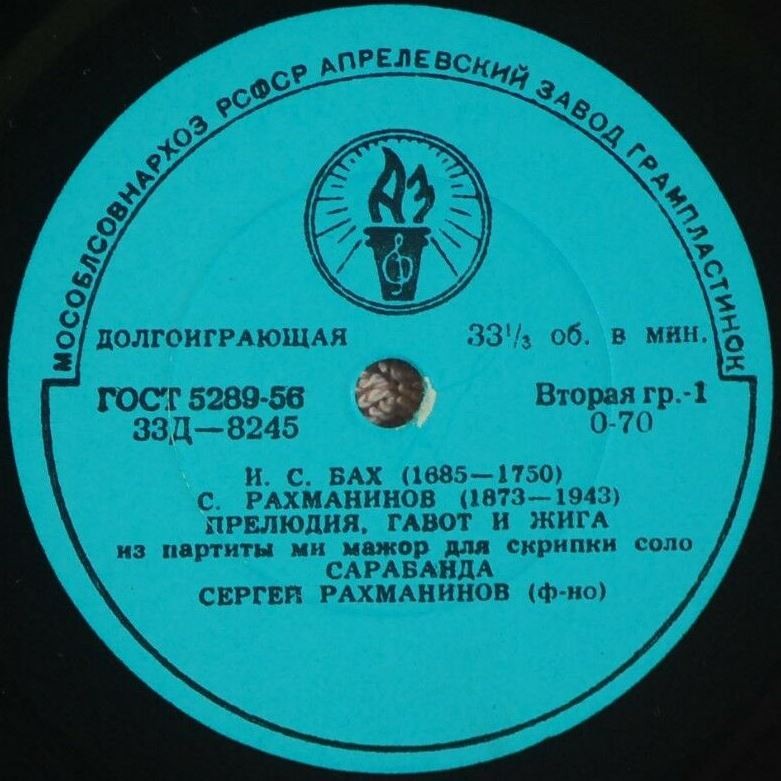 МОСОБЛСОВНАРХОЗ РСФСР АПРЕЛЕВСКИЙ ЗАВОД ГРАМПЛАСТИНОК
АЗ
ДОЛГОИГРАЮЩАЯ 33⅓ об. в мин.
ГОСТ 5289-56 Вторая гр.-1
33Д—8245 0-70
И. С. БАХ (1685—1750)
С. РАХМАНИНОВ (1873—1943)
ПРЕЛЮДИЯ, ГАВОТ И ЖИГА
из партиты ми мажор для скрипки соло
САРАБАНДА
СЕРГЕЙ РАХМАНИНОВ (ф-но)